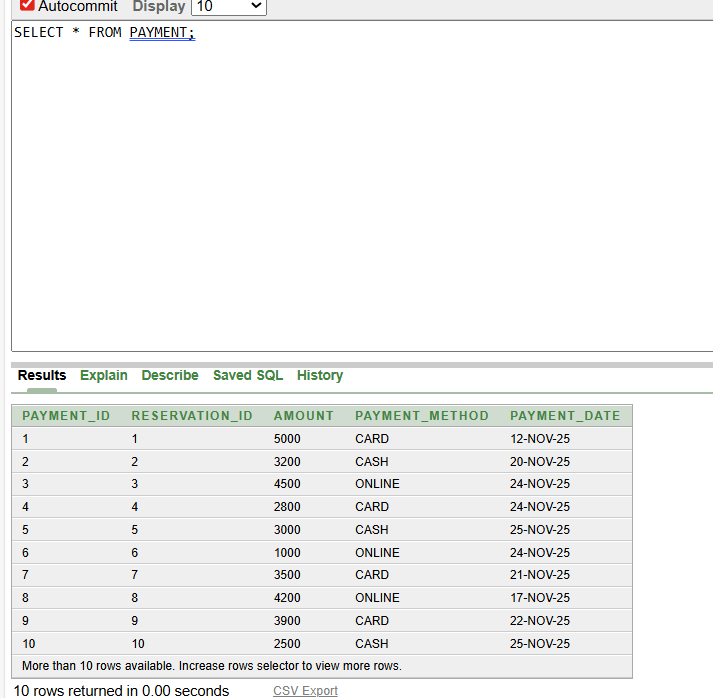 Autocommit Display 10
SELECT * FROM PAYMENT;
Results Explain Describe Saved SQL History
PAYMENT_ID RESERVATION_ID AMOUNT PAYMENT_METHOD PAYMENT_DATE
1 1 5000 CARD 12-NOV-25
2 2 3200 CASH 20-NOV-25
3 3 4500 ONLINE 24-NOV-25
4 4 2800 CARD 24-NOV-25
5 5 3000 CASH 25-NOV-25
6 6 1000 ONLINE 24-NOV-25
7 7 3500 CARD 21-NOV-25
8 8 4200 ONLINE 17-NOV-25
9 9 3900 CARD 22-NOV-25
10 10 2500 CASH 25-NOV-25
More than 10 rows available. Increase rows selector to view more rows.
10 rows returned in 0.00 seconds CSV Export